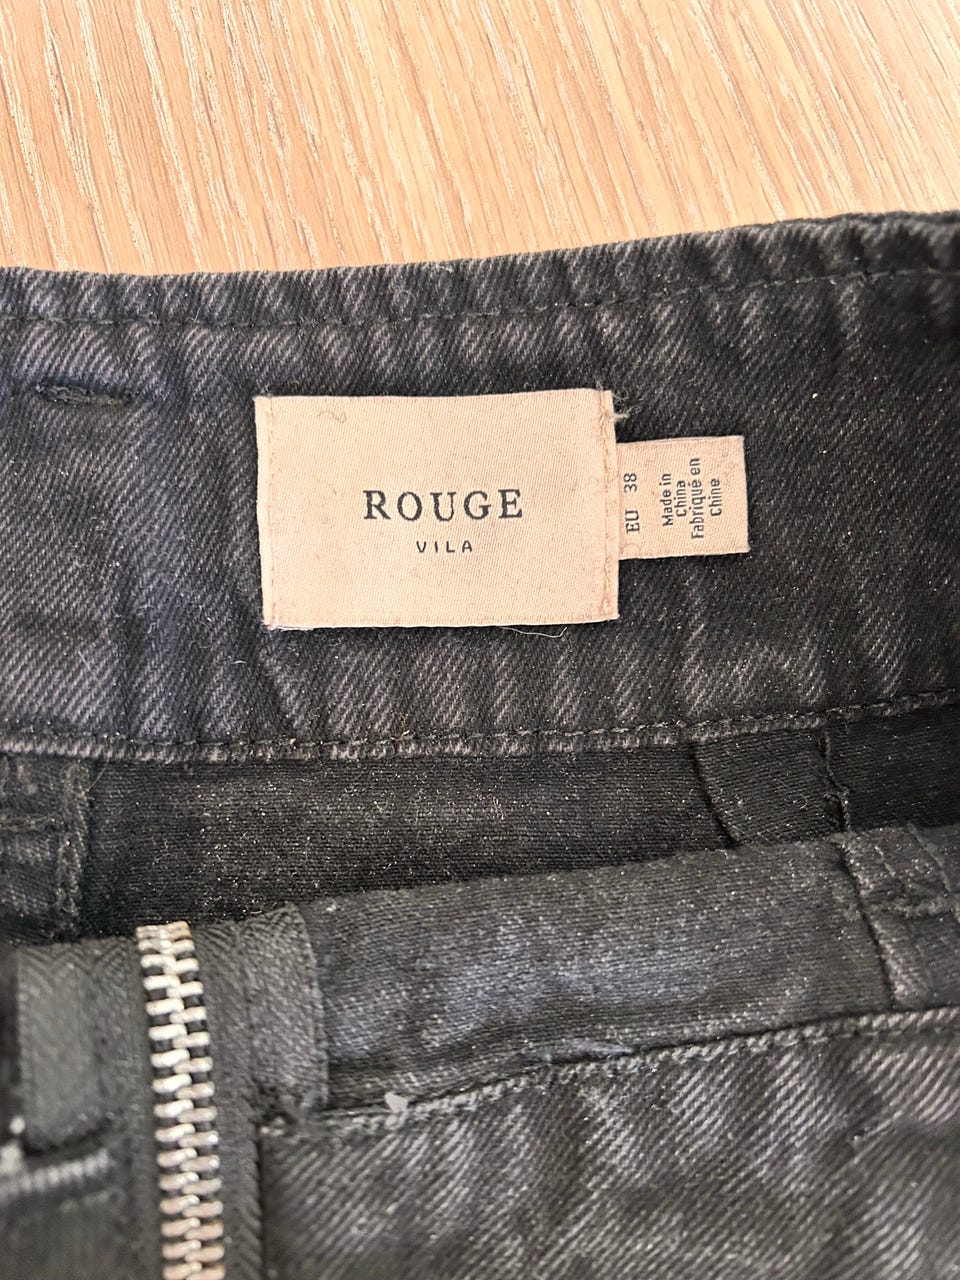 ROUGE
VILA
EU 38
Made in
China
Fabriqué en
Chine